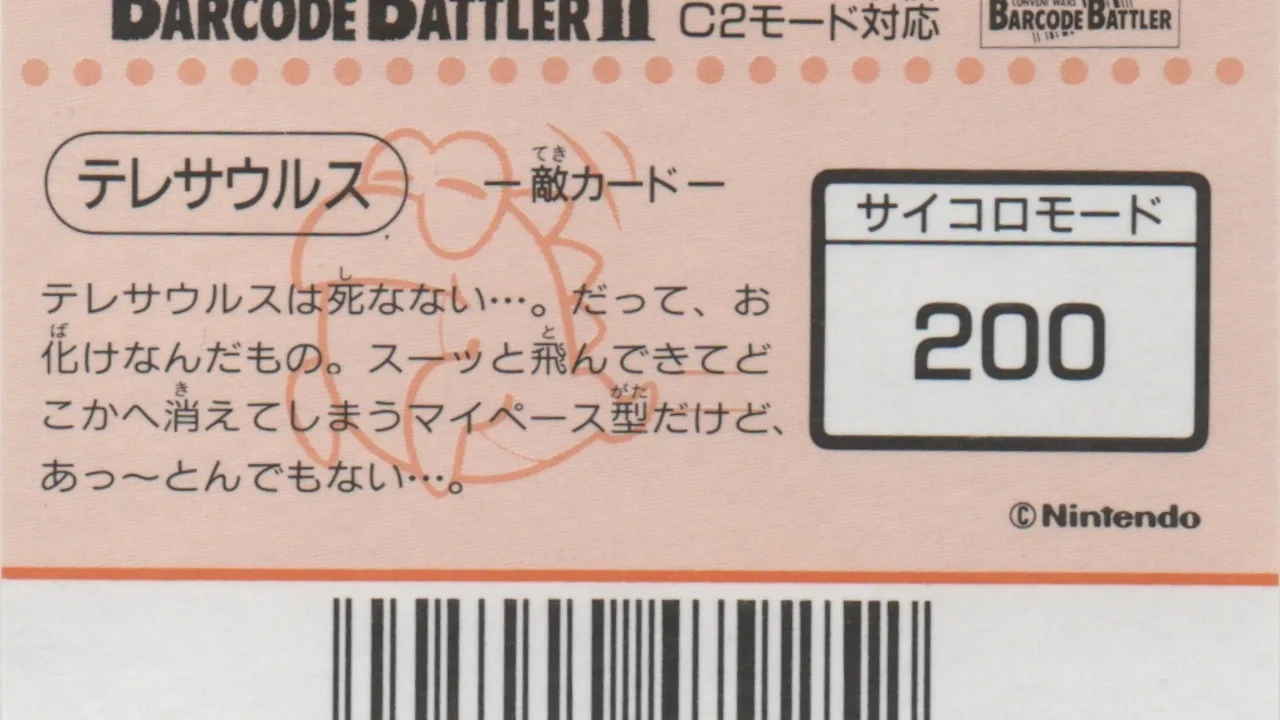 BARCODE BATTLER II C2モード対応
CONVENI WARS
BARCODE BATTLER
テレサウルス
てき
ー敵カードー
サイコロモード
200
し
テレサウルスは死なない…。だって、お
ば と
化けなんだもの。スーッと飛んできてど
き がた
こかへ消えてしまうマイペース型だけど、
あっ〜とんでもない…。
©Nintendo